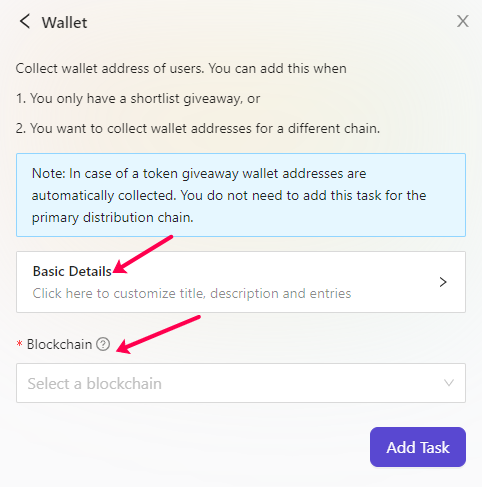 Wallet
Collect wallet address of users. You can add this when
1. You only have a shortlist giveaway, or
2. You want to collect wallet addresses for a different chain.
Note: In case of a token giveaway wallet addresses are
automatically collected. You do not need to add this task for the
primary distribution chain.
Basic Details
Click here to customize title, description and entries
* Blockchain ?
Select a blockchain
Add Task